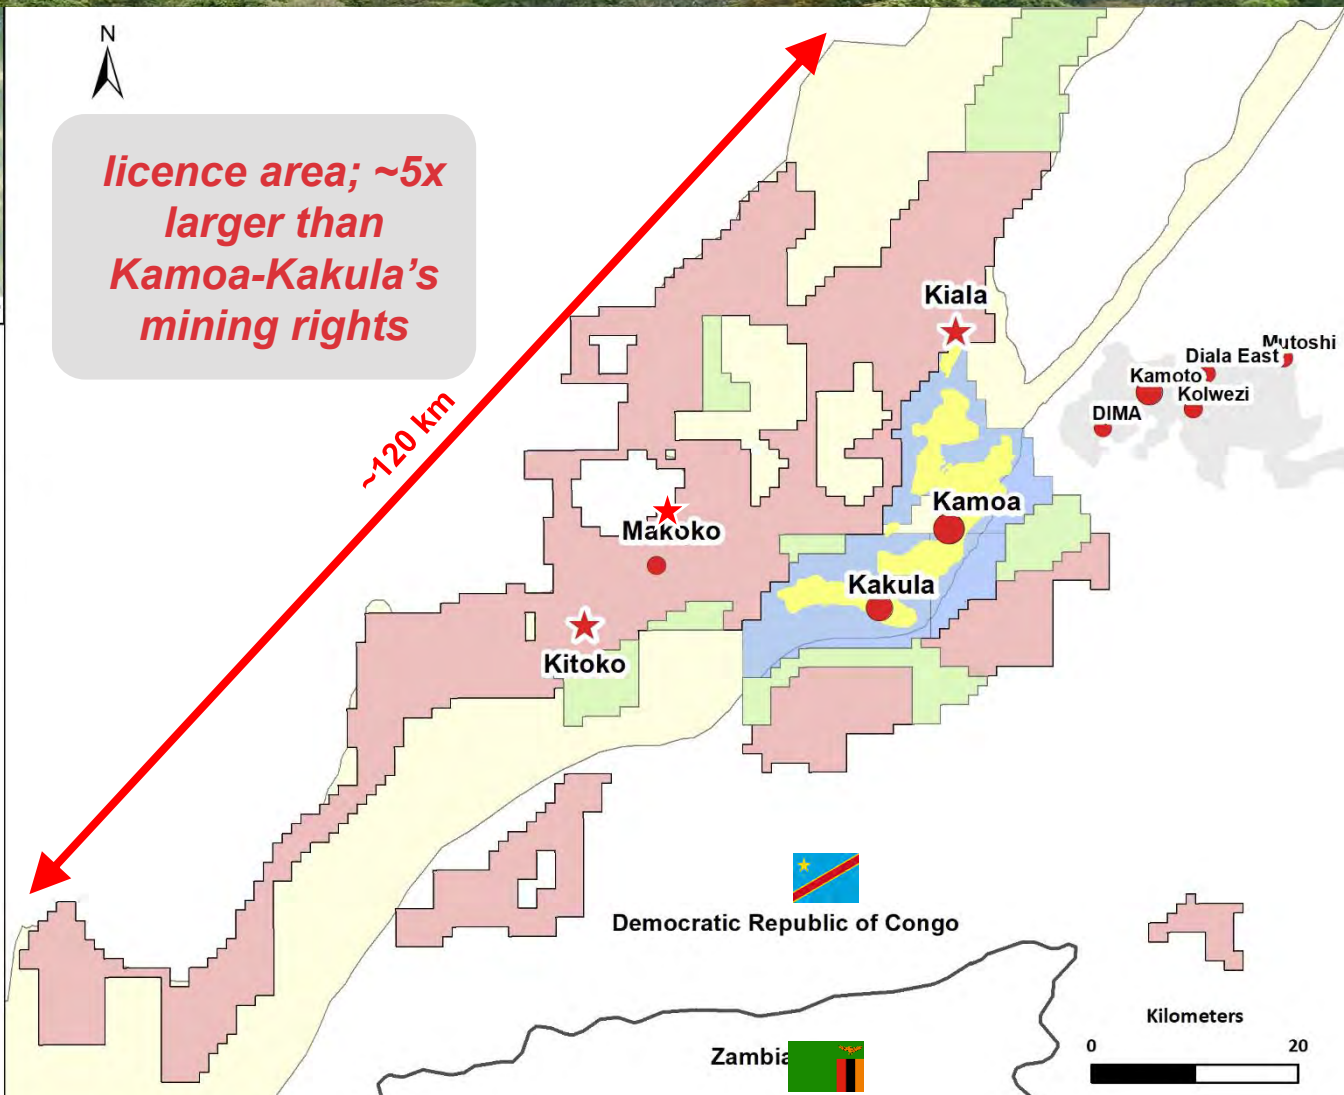 N
licence area; ~5x
larger than
Kamoa-Kakula’s
mining rights
~120 km
Kiala
Mutoshi
Diala East
Kamoto
Kolwezi
DIMA
Kamoa
Makoko
Kakula
Kitoko
Democratic Republic of Congo
Kilometers
0 20
Zambia